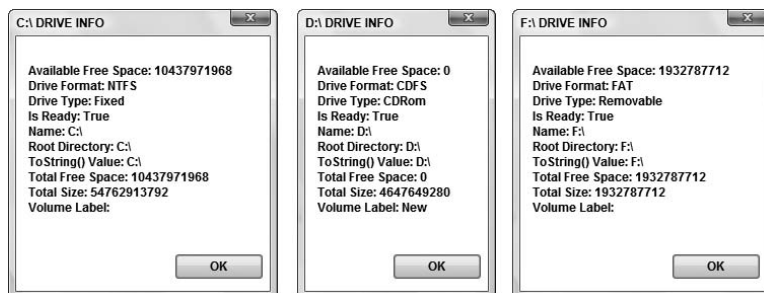 C:\ DRIVE INFO
x
Available Free Space: 10437971968
Drive Format: NTFS
Drive Type: Fixed
Is Ready: True
Name: C:\
Root Directory: C:\
ToString() Value: C:\
Total Free Space: 10437971968
Total Size: 54762913792
Volume Label:
OK
D:\ DRIVE INFO
x
Available Free Space: 0
Drive Format: CDFS
Drive Type: CDRom
Is Ready: True
Name: D:\
Root Directory: D:\
ToString() Value: D:\
Total Free Space: 0
Total Size: 4647649280
Volume Label: New
OK
F:\ DRIVE INFO
x
Available Free Space: 1932787712
Drive Format: FAT
Drive Type: Removable
Is Ready: True
Name: F:\
Root Directory: F:\
ToString() Value: F:\
Total Free Space: 1932787712
Total Size: 1932787712
Volume Label:
OK